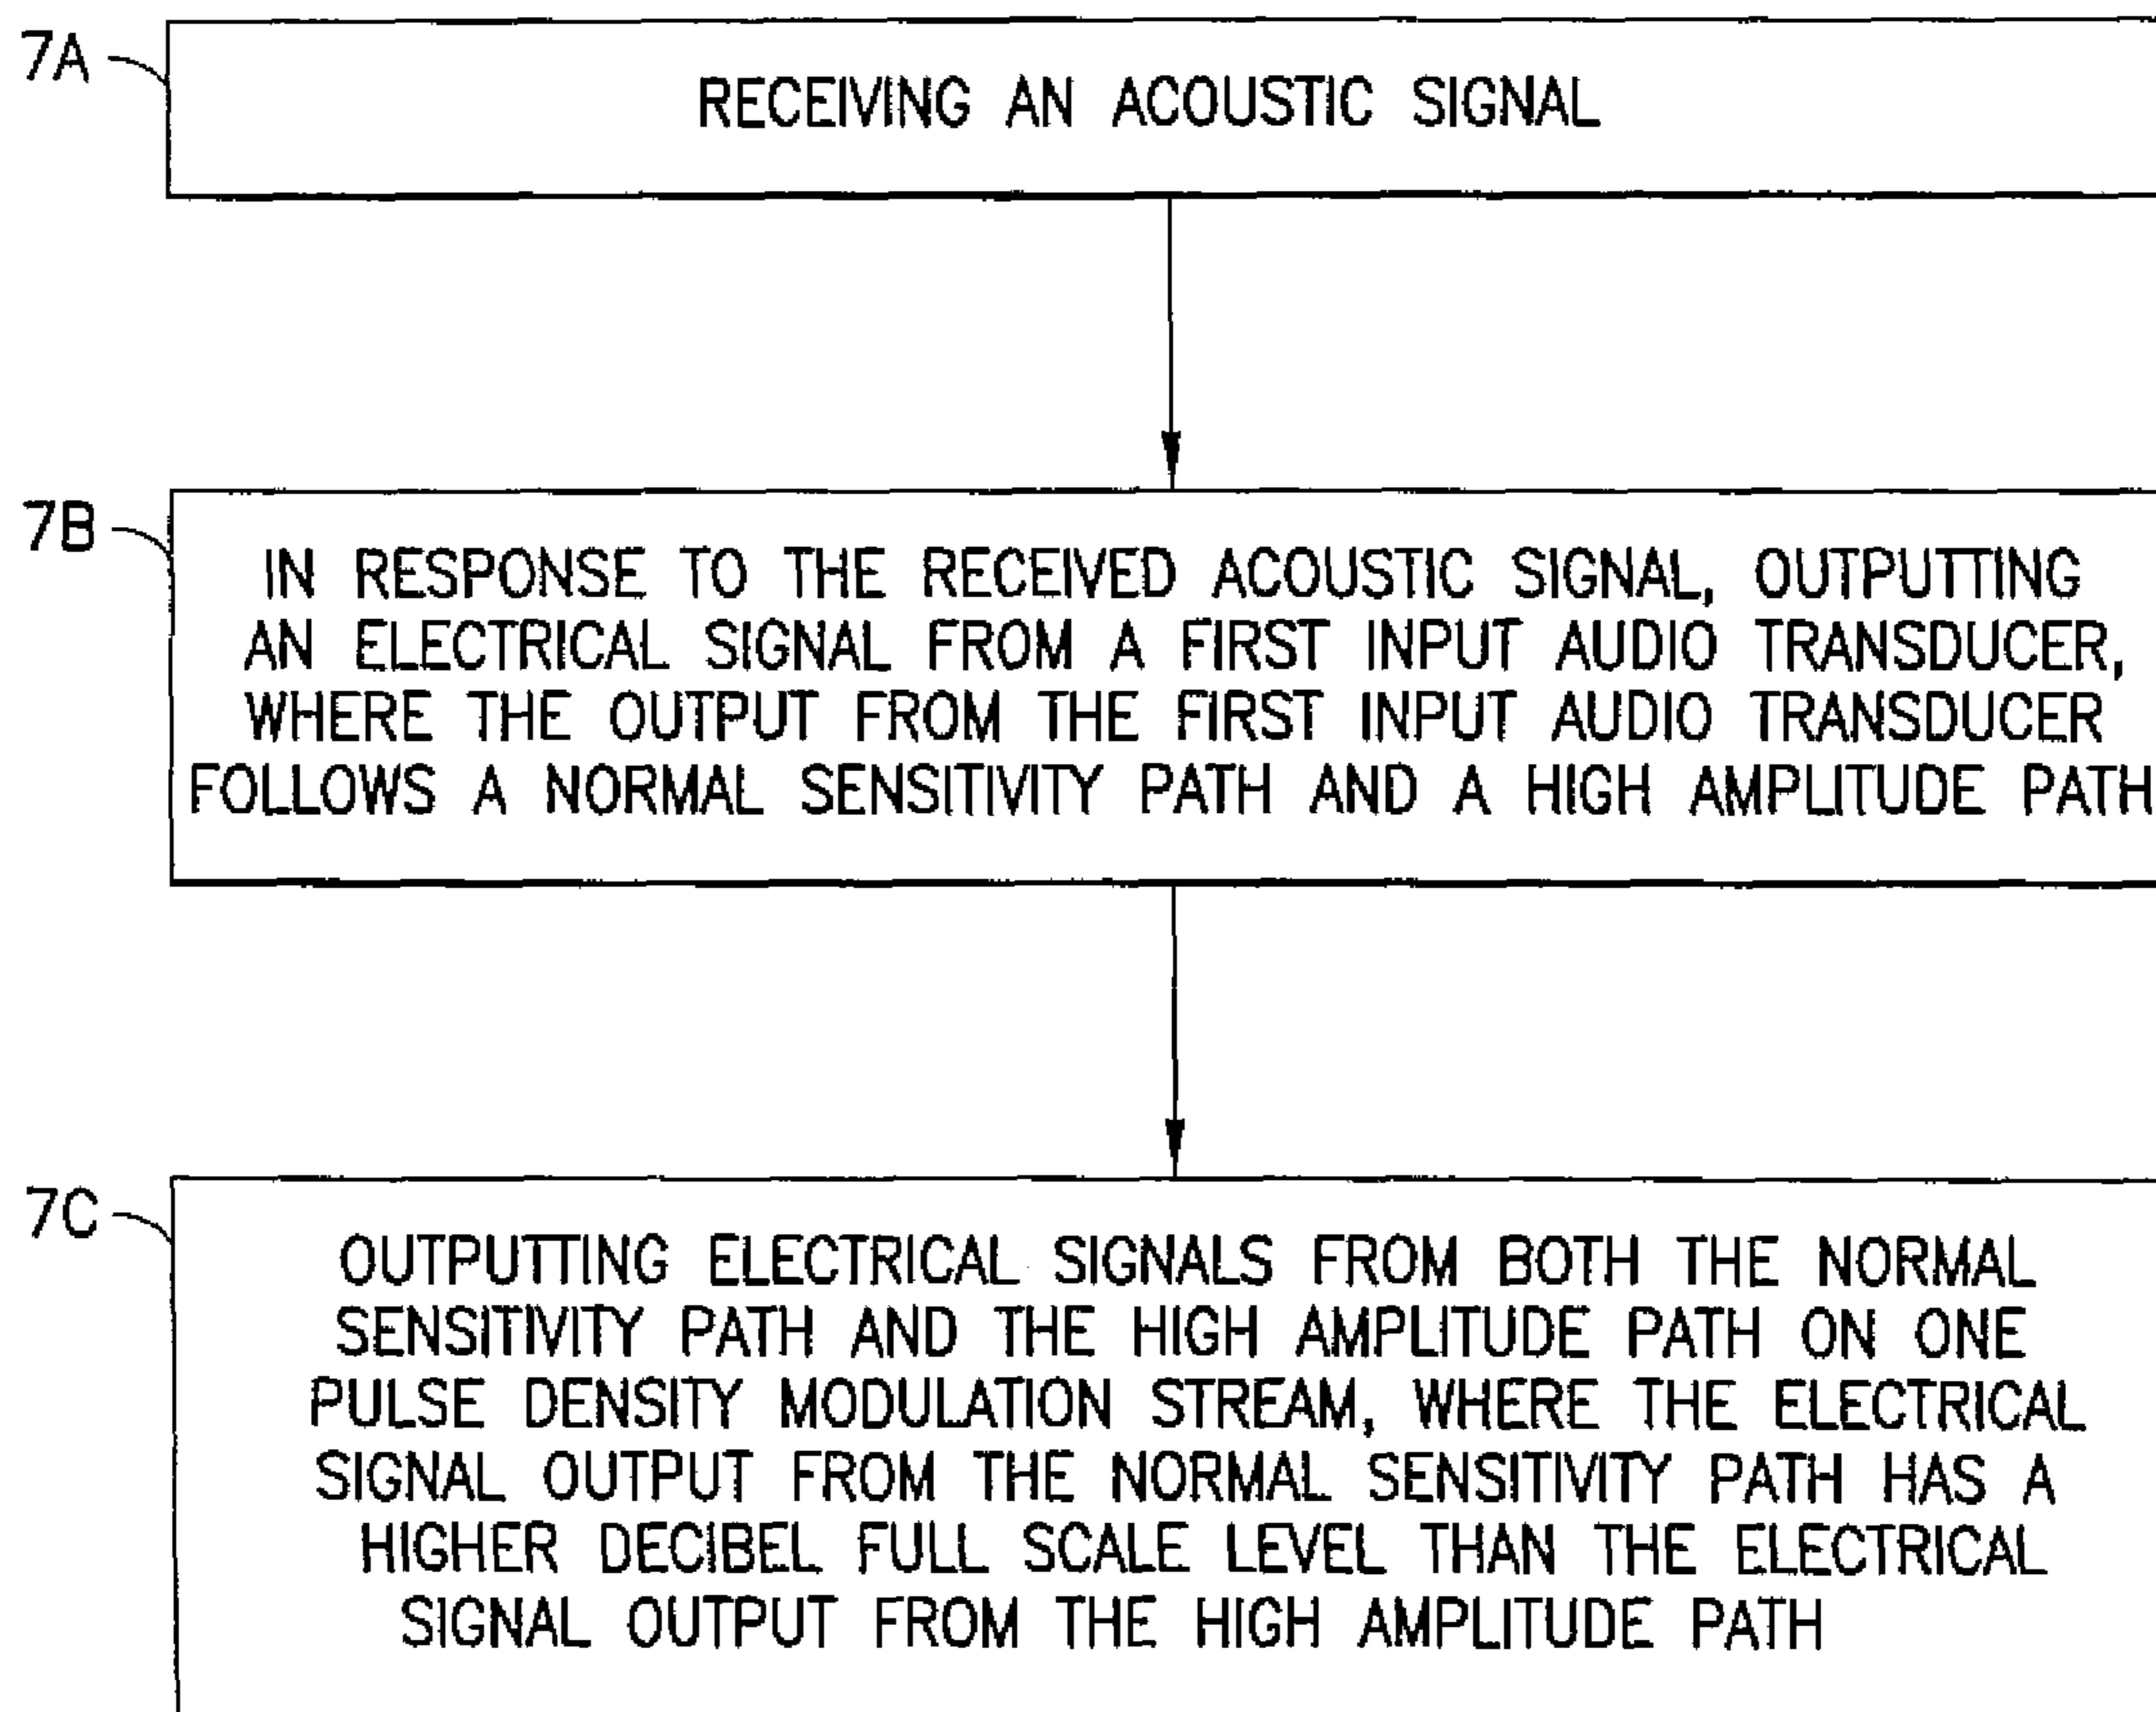 7A
RECEIVING AN ACOUSTIC SIGNAL
7B
IN RESPONSE TO THE RECEIVED ACOUSTIC SIGNAL, OUTPUTTING
AN ELECTRICAL SIGNAL FROM A FIRST INPUT AUDIO TRANSDUCER,
WHERE THE OUTPUT FROM THE FIRST INPUT AUDIO TRANSDUCER
FOLLOWS A NORMAL SENSITIVITY PATH AND A HIGH AMPLITUDE PATH
7C
OUTPUTTING ELECTRICAL SIGNALS FROM BOTH THE NORMAL
SENSITIVITY PATH AND THE HIGH AMPLITUDE PATH ON ONE
PULSE DENSITY MODULATION STREAM, WHERE THE ELECTRICAL
SIGNAL OUTPUT FROM THE NORMAL SENSITIVITY PATH HAS A
HIGHER DECIBEL FULL SCALE LEVEL THAN THE ELECTRICAL
SIGNAL OUTPUT FROM THE HIGH AMPLITUDE PATH